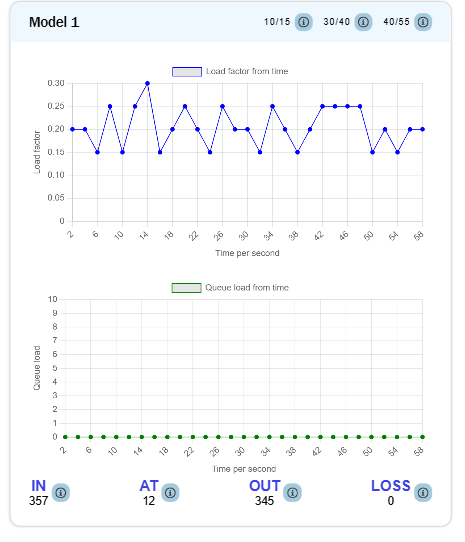 Model 1 10/15 30/40 40/55
Load factor from time
0.30
0.25
0.20
0.15
0.10
0.05
0
Load factor
2 6 10 14 18 22 26 30 34 38 42 46 50 54 58
Time per second
Queue load from time
10
9
8
7
6
5
4
3
2
1
0
Queue load
2 6 10 14 18 22 26 30 34 38 42 46 50 54 58
Time per second
IN AT OUT LOSS
357 12 345 0